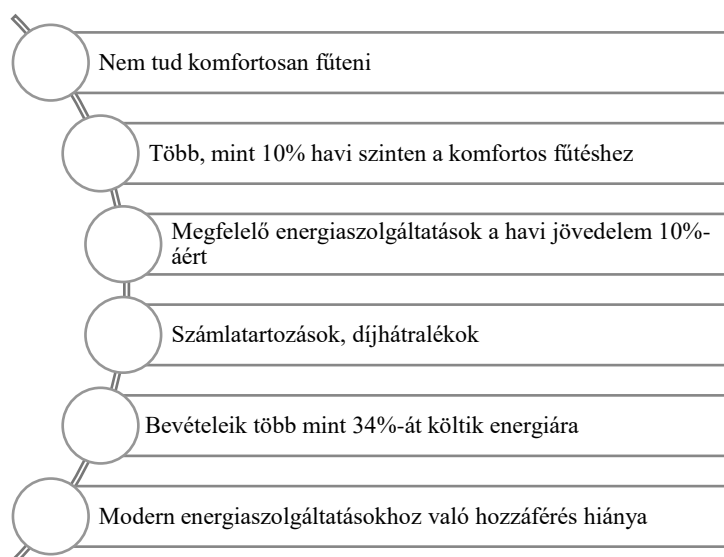 Nem tud komfortosan fűteni
Több, mint 10% havi szinten a komfortos fűtéshez
Megfelelő energiaszolgáltatások a havi jövedelem 10%-
áért
Számlatartozások, díjhátralékok
Bevételeik több mint 34%-át költik energiára
Modern energiaszolgáltatásokhoz való hozzáférés hiánya